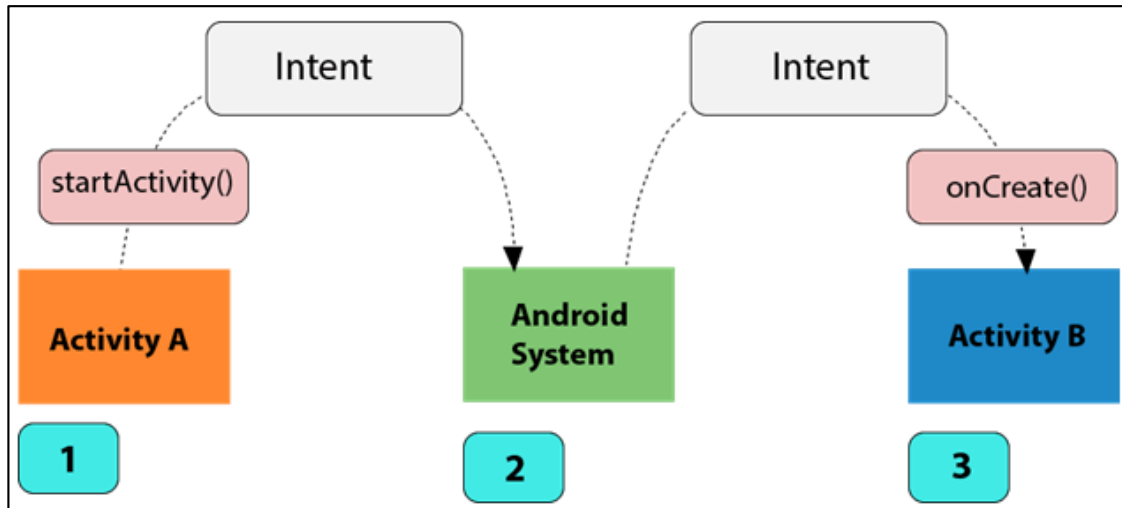 Intent
Intent
startActivity()
onCreate()
Activity A
Android
System
Activity B
1
2
3